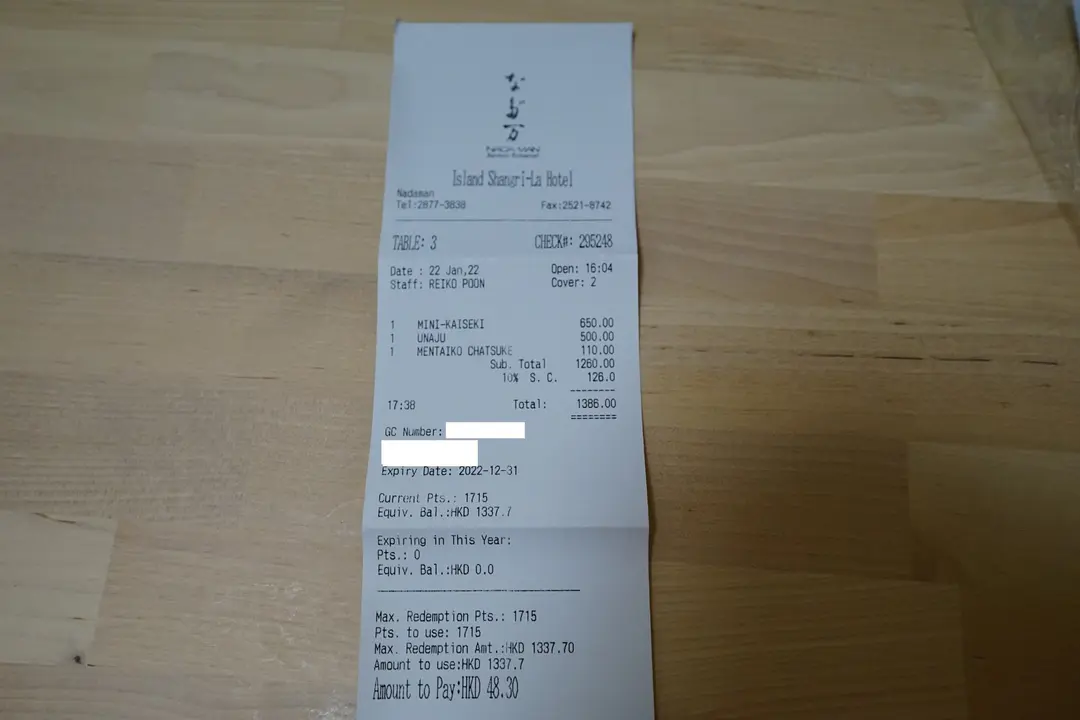 なだ万
NADAMAN
Japanese Restaurant
Island Shangri-La Hotel
Nadaman
Tel:2877-3838 Fax:2521-8742
TABLE: 3 CHECK#: 295248
Date : 22 Jan,22 Open: 16:04
Staff: REIKO POON Cover: 2
1 MINI-KAISEKI 650.00
1 UNAJU 500.00
1 MENTAIKO CHATSUKE 110.00
Sub. Total 1260.00
10% S. C. 126.0
17:38 Total: 1386.00
GC Number:
Expiry Date: 2022-12-31
Current Pts.: 1715
Equiv. Bal.:HKD 1337.7
Expiring in This Year:
Pts.: 0
Equiv. Bal.:HKD 0.0
Max. Redemption Pts.: 1715
Pts. to use: 1715
Max. Redemption Amt.:HKD 1337.70
Amount to use:HKD 1337.7
Amount to Pay:HKD 48.30